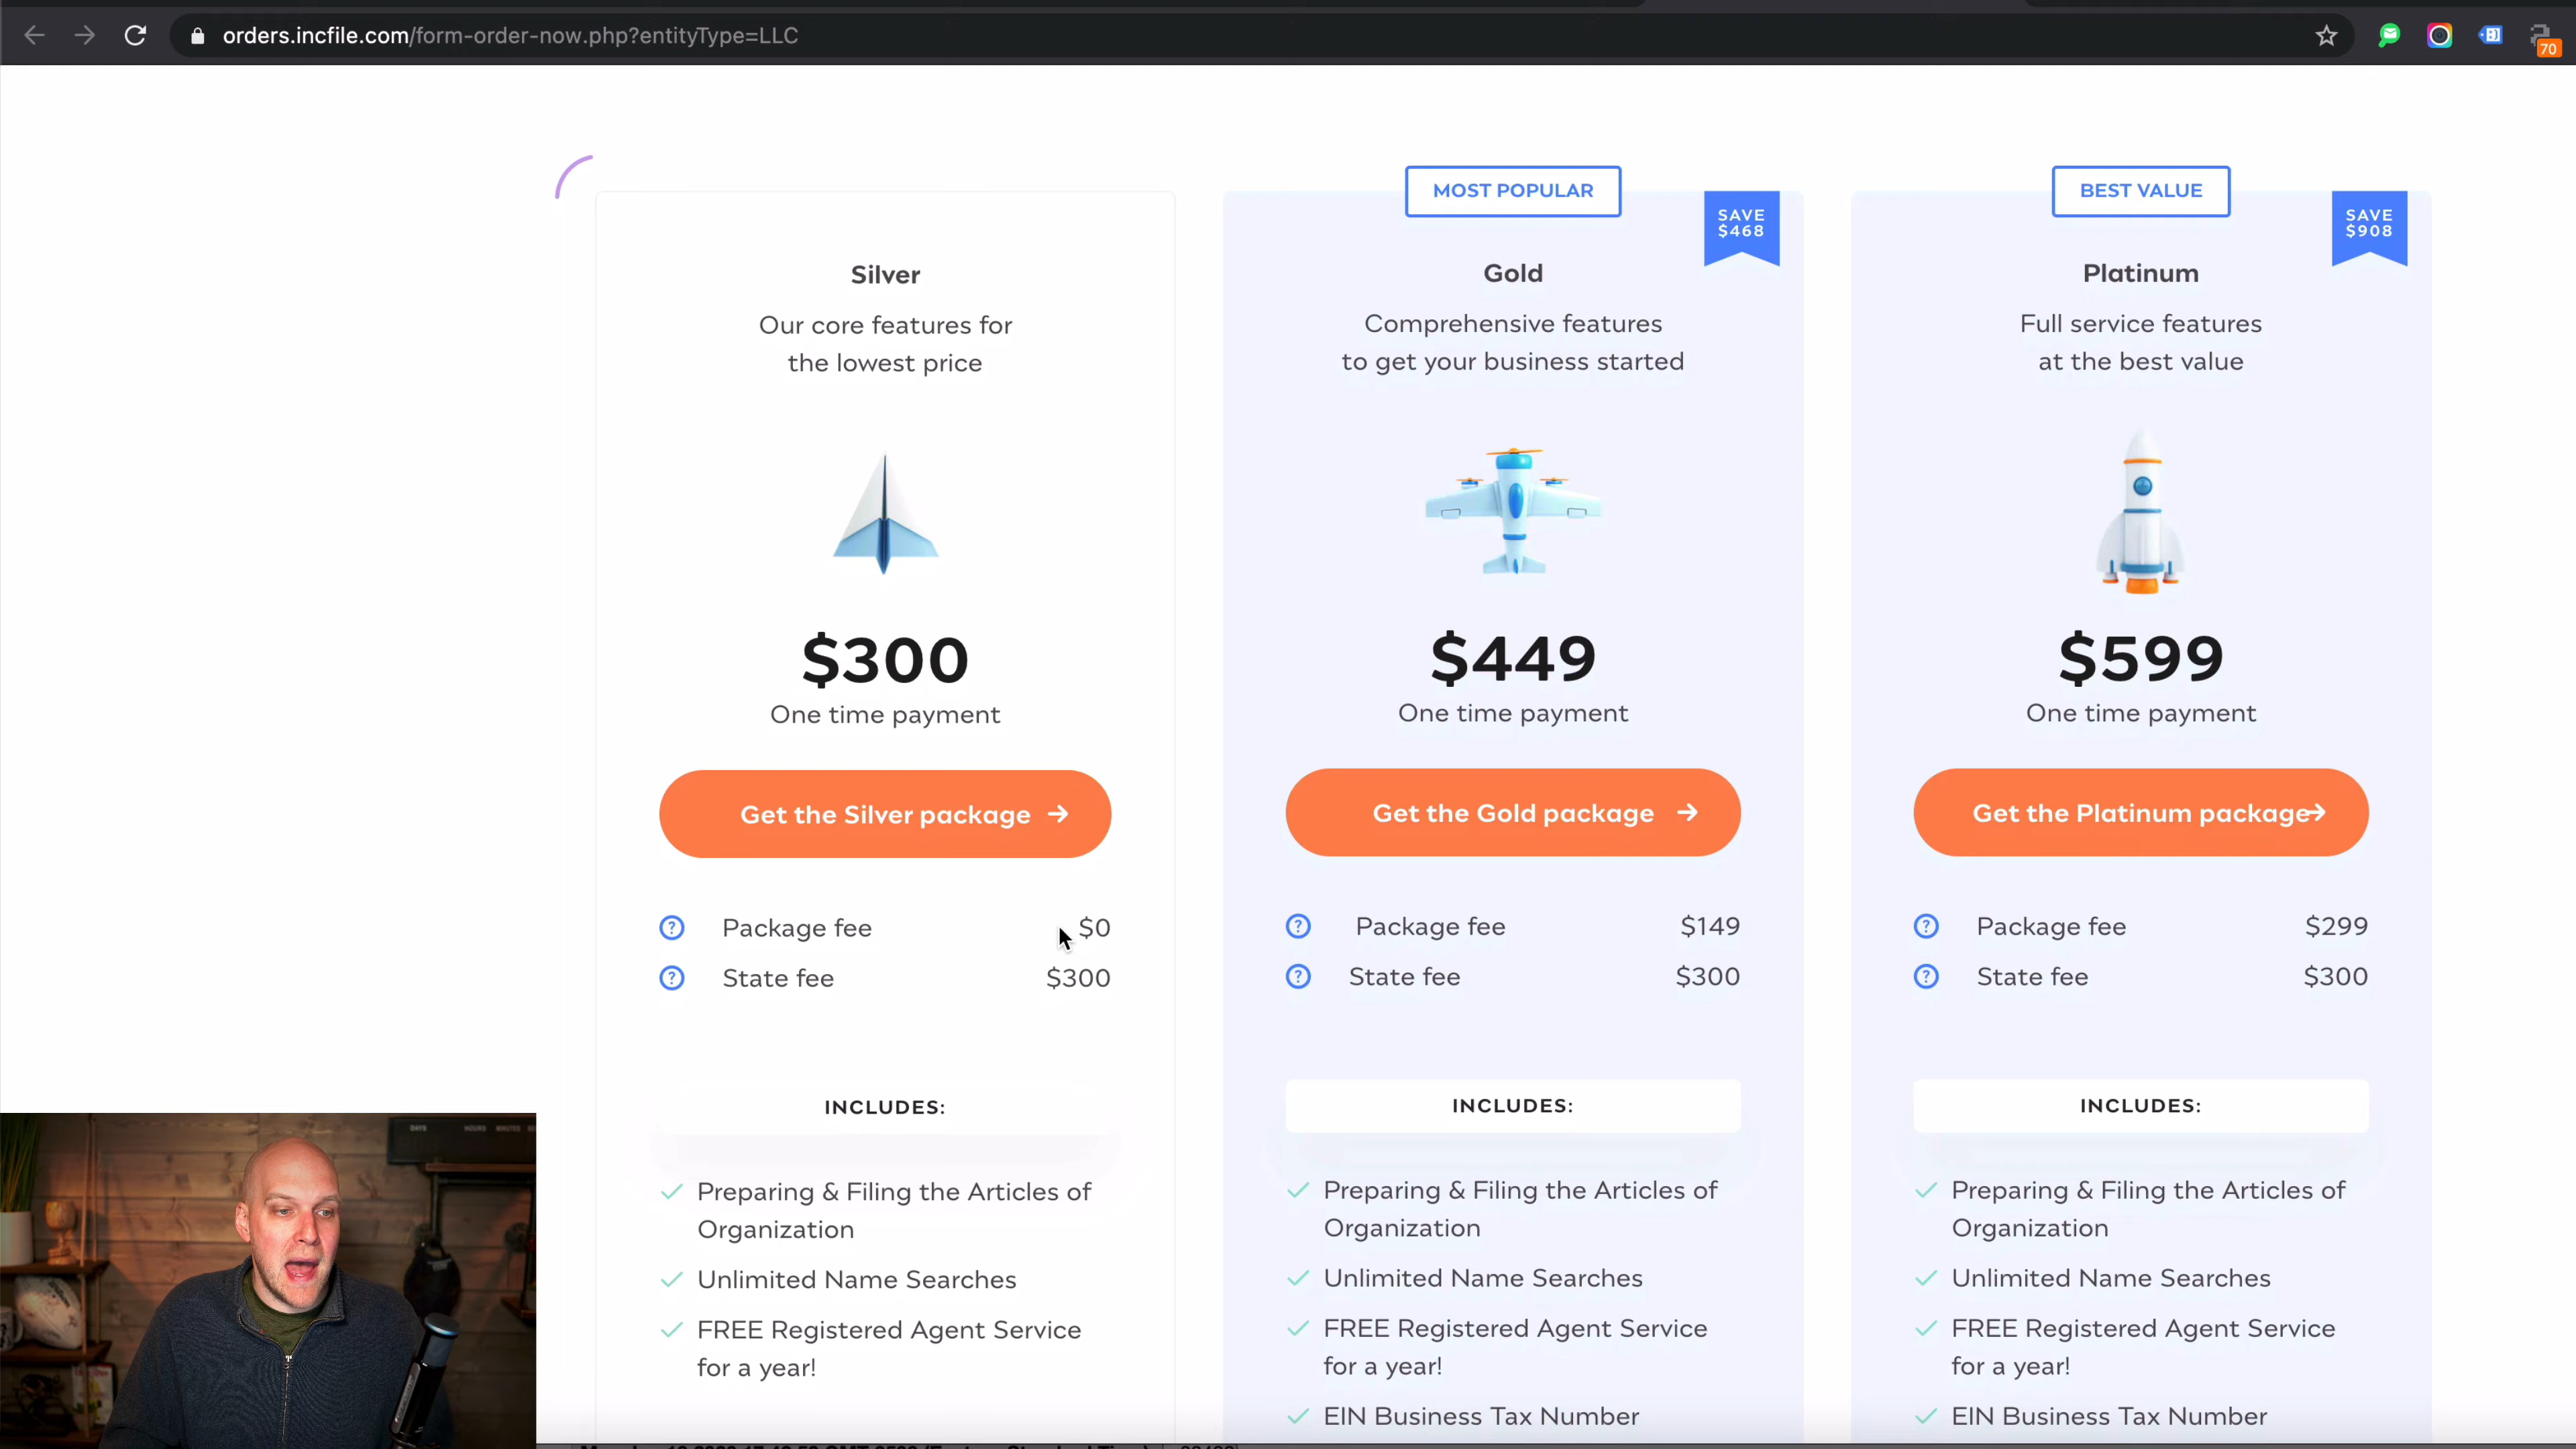 orders.incfile.com/form-order-now.php?entityType=LLC
70
Silver
Our core features for
the lowest price
$300
One time payment
Get the Silver package →
Package fee $0
State fee $300
INCLUDES:
Preparing & Filing the Articles of
Organization
Unlimited Name Searches
FREE Registered Agent Service
for a year!
MOST POPULAR
SAVE
$468
Gold
Comprehensive features
to get your business started
$449
One time payment
Get the Gold package →
Package fee $149
State fee $300
INCLUDES:
Preparing & Filing the Articles of
Organization
Unlimited Name Searches
FREE Registered Agent Service
for a year!
EIN Business Tax Number
BEST VALUE
SAVE
$908
Platinum
Full service features
at the best value
$599
One time payment
Get the Platinum package→
Package fee $299
State fee $300
INCLUDES:
Preparing & Filing the Articles of
Organization
Unlimited Name Searches
FREE Registered Agent Service
for a year!
EIN Business Tax Number
DAYS HOURS MINUTES